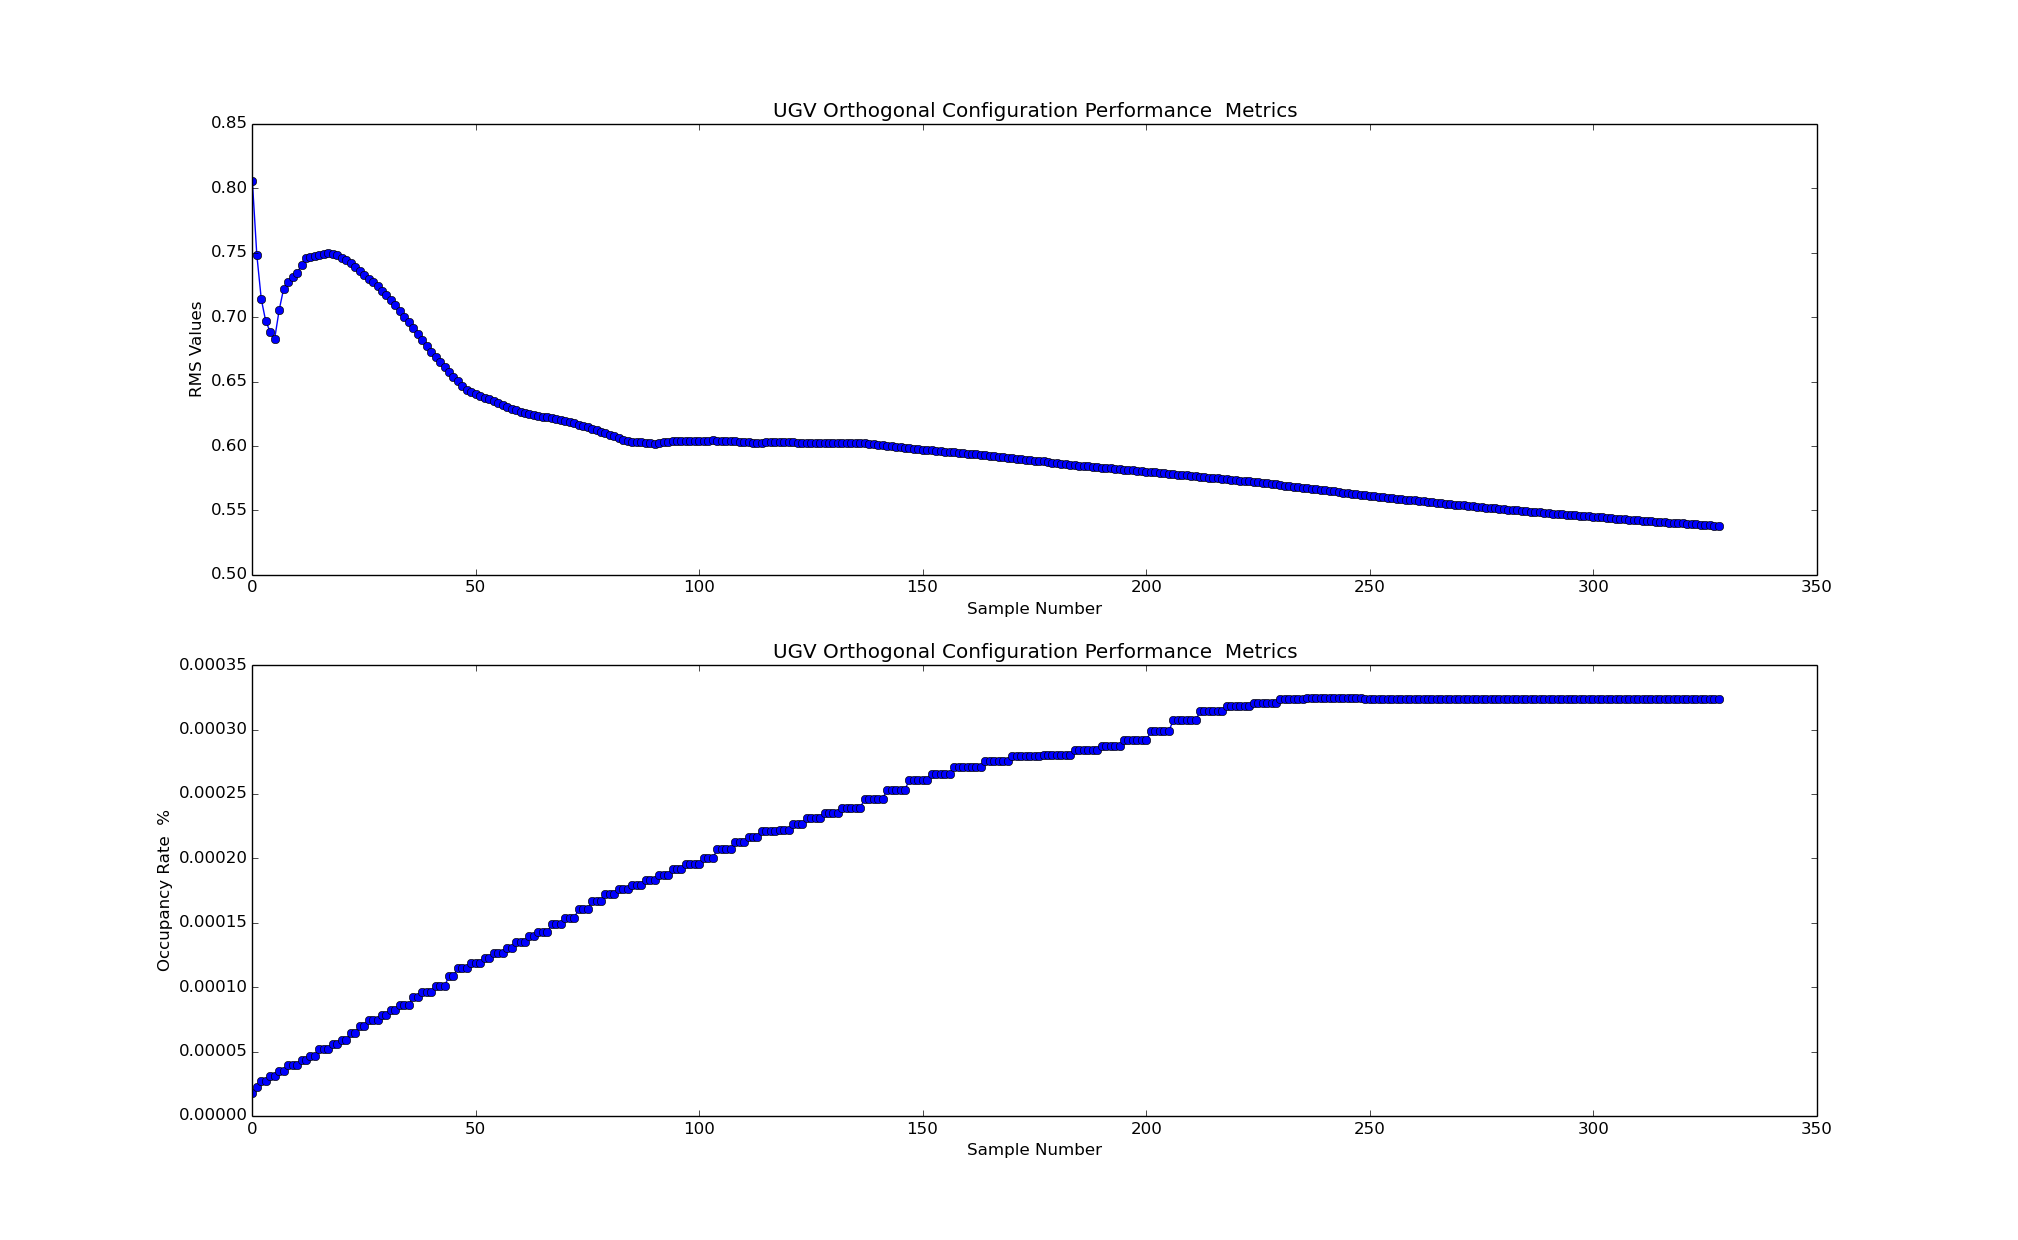 UGV Orthogonal Configuration Performance  Metrics
0.85
0.80
0.75
0.70
0.65
0.60
0.55
0.50
RMS Values
0 50 100 150 200 250 300 350
Sample Number
UGV Orthogonal Configuration Performance  Metrics
0.00035
0.00030
0.00025
0.00020
0.00015
0.00010
0.00005
0.00000
Occupancy Rate  %
0 50 100 150 200 250 300 350
Sample Number